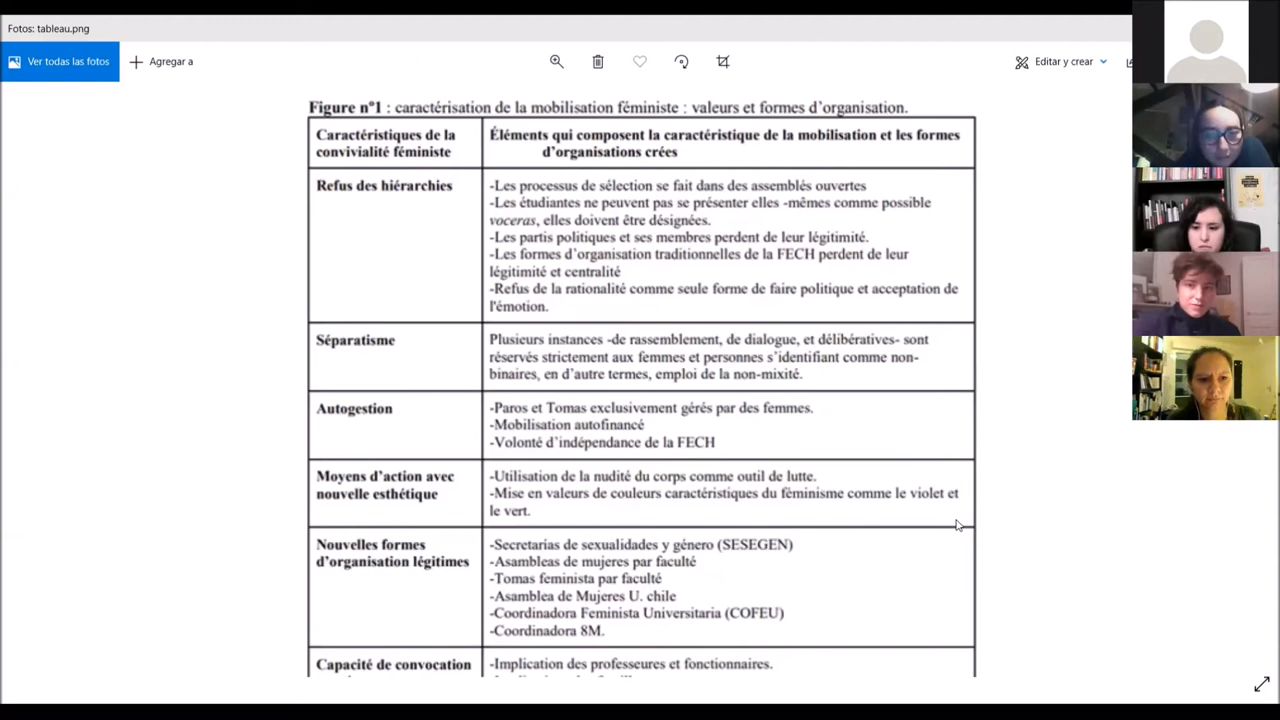 Fotos: tableau.png
Ver todas las fotos
Agregar a
Editar y crear
Figure nº1 : caractérisation de la mobilisation féministe : valeurs et formes d'organisation.
Caractéristiques de la
convivialité féministe
Éléments qui composent la caractéristique de la mobilisation et les formes
d'organisations crées
Refus des hiérarchies
-Les processus de sélection se fait dans des assemblés ouvertes
-Les étudiantes ne peuvent pas se présenter elles -mêmes comme possible
voceras, elles doivent être désignées.
-Les partis politiques et ses membres perdent de leur légitimité.
-Les formes d'organisation traditionnelles de la FECH perdent de leur
légitimité et centralité
-Refus de la rationalité comme seule forme de faire politique et acceptation de
l'émotion.
Séparatisme
Plusieurs instances -de rassemblement, de dialogue, et délibératives- sont
réservés strictement aux femmes et personnes s'identifiant comme non-
binaires, en d'autre termes, emploi de la non-mixité.
Autogestion
-Paros et Tomas exclusivement gérés par des femmes.
-Mobilisation autofinancé
-Volonté d'indépendance de la FECH
Moyens d'action avec
nouvelle esthétique
-Utilisation de la nudité du corps comme outil de lutte.
-Mise en valeurs de couleurs caractéristiques du féminisme comme le violet et
le vert.
Nouvelles formes
d'organisation légitimes
-Secretarías de sexualidades y género (SESEGEN)
-Asambleas de mujeres par faculté
-Tomas feminista par faculté
-Asamblea de Mujeres U. chile
-Coordinadora Feminista Universitaria (COFEU)
-Coordinadora 8M.
Capacité de convocation
-Implication des professeures et fonctionnaires.